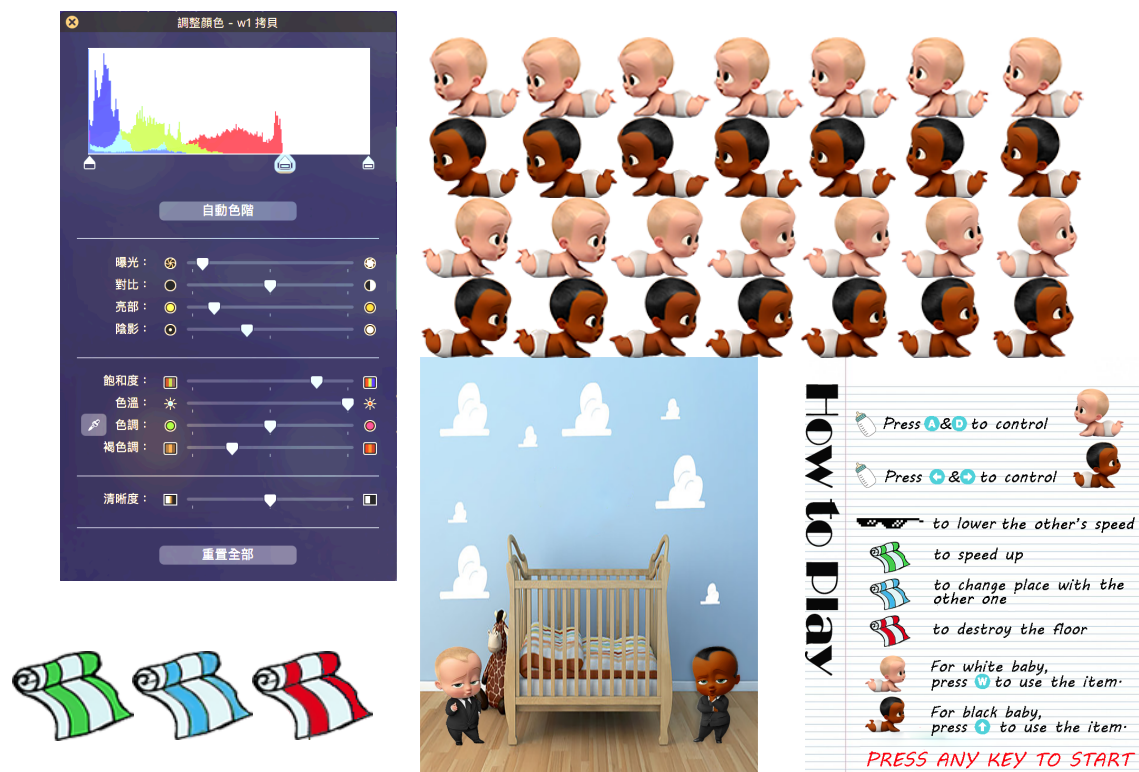 調整顏色 - w1 拷貝
自動色階
曝光：
對比：
亮部：
陰影：
飽和度：
色溫：
色調：
褐色調：
清晰度：
重置全部
How to Play
Press A & D to control
Press ← & → to control
to lower the other's speed
to speed up
to change place with the
other one
to destroy the floor
For white baby,
press W to use the item.
For black baby,
press ↑ to use the item.
PRESS ANY KEY TO START